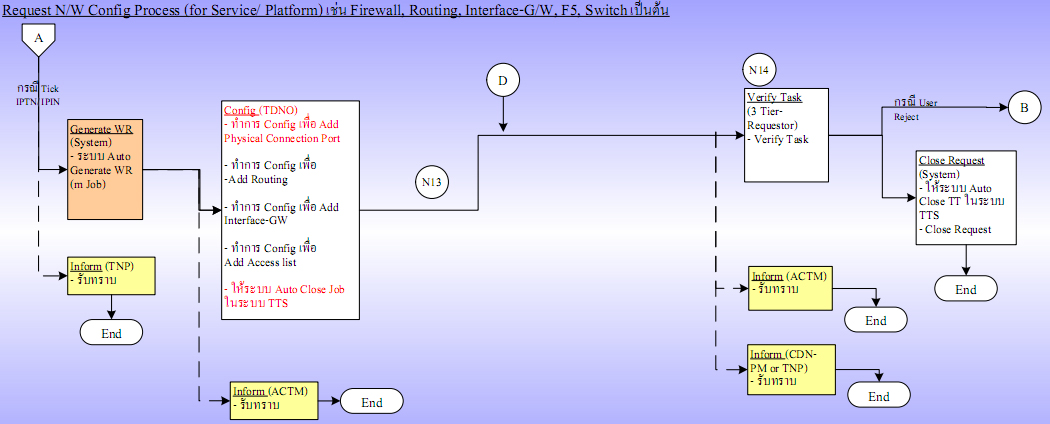 Request N/W Config Process (for Service/ Platform) เช่น Firewall, Routing, Interface-G/W, F5, Switch เป็นต้น
A
กรณี Tick
IPTN/ IPIN
Generate WR
(System)
- ระบบ Auto
Generate WR
(m Job)
Inform (TNP)
- รับทราบ
End
Config (TDNO)
- ทำการ Config เพื่อ Add
Physical Connection Port
- ทำการ Config เพื่อ
-Add Routing
- ทำการ Config เพื่อ Add
Interface-GW
- ทำการ Config เพื่อ
Add Access list
- ให้ระบบ Auto Close Job
ในระบบ TTS
Inform (ACTM)
- รับทราบ
End
N13
D
N14
Verify Task
(3 Tier-
Requestor)
- Verify Task
กรณี User
Reject
B
Close Request
(System)
- ให้ระบบ Auto
Close TT ในระบบ
TTS
- Close Request
End
Inform (ACTM)
- รับทราบ
End
Inform (CDN-
PM or TNP)
- รับทราบ
End